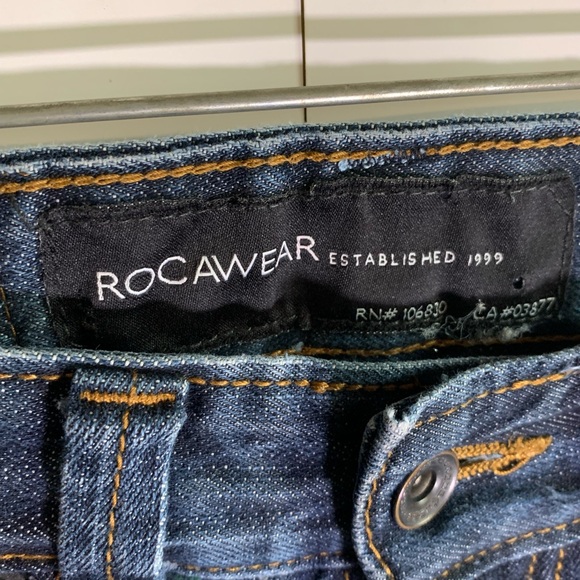 ROCAWEAR ESTABLISHED 1999
RN# 106830 CA #03877